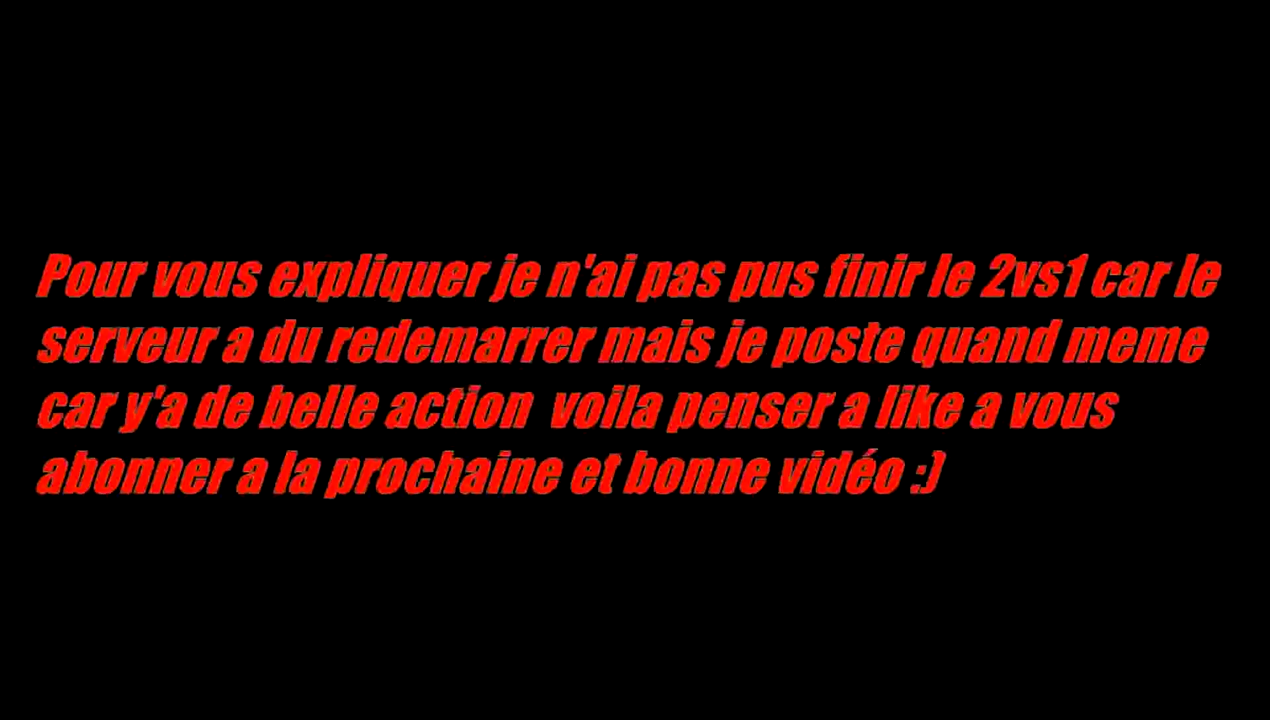 Pour vous expliquer je n'ai pas pus finir le 2vs1 car le
serveur a du redemarrer mais je poste quand meme
car y'a de belle action  voila penser a like a vous
abonner a la prochaine et bonne vidéo :)